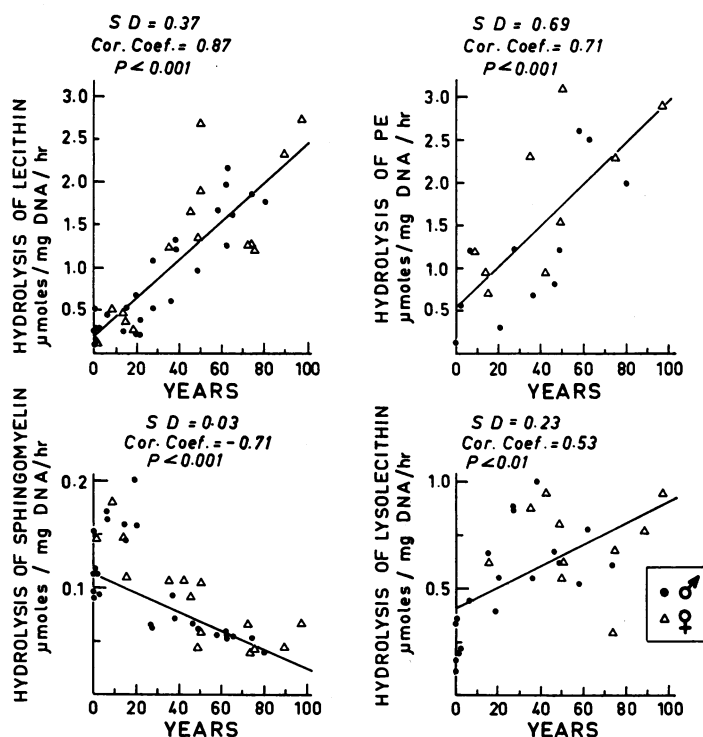 S D = 0.37
Cor. Coef. = 0.87
P < 0.001
HYDROLYSIS OF LECITHIN
µmoles/mg DNA/hr
3.0
2.5
2.0
1.5
1.0
0.5
0 20 40 60 80 100
YEARS
S D = 0.69
Cor. Coef. = 0.71
P < 0.001
HYDROLYSIS OF PE
µmoles/mg DNA/hr
3.0
2.5
2.0
1.5
1.0
0.5
0 20 40 60 80 100
YEARS
S D = 0.03
Cor. Coef. = -0.71
P < 0.001
HYDROLYSIS OF SPHINGOMYELIN
µmoles / mg DNA/hr
0.2
0.1
0 20 40 60 80 100
YEARS
S D = 0.23
Cor. Coef. = 0.53
P < 0.01
HYDROLYSIS OF LYSOLECITHIN
µmoles / mg DNA/hr
1.0
0.5
0 20 40 60 80 100
YEARS
● ♂
△ ♀